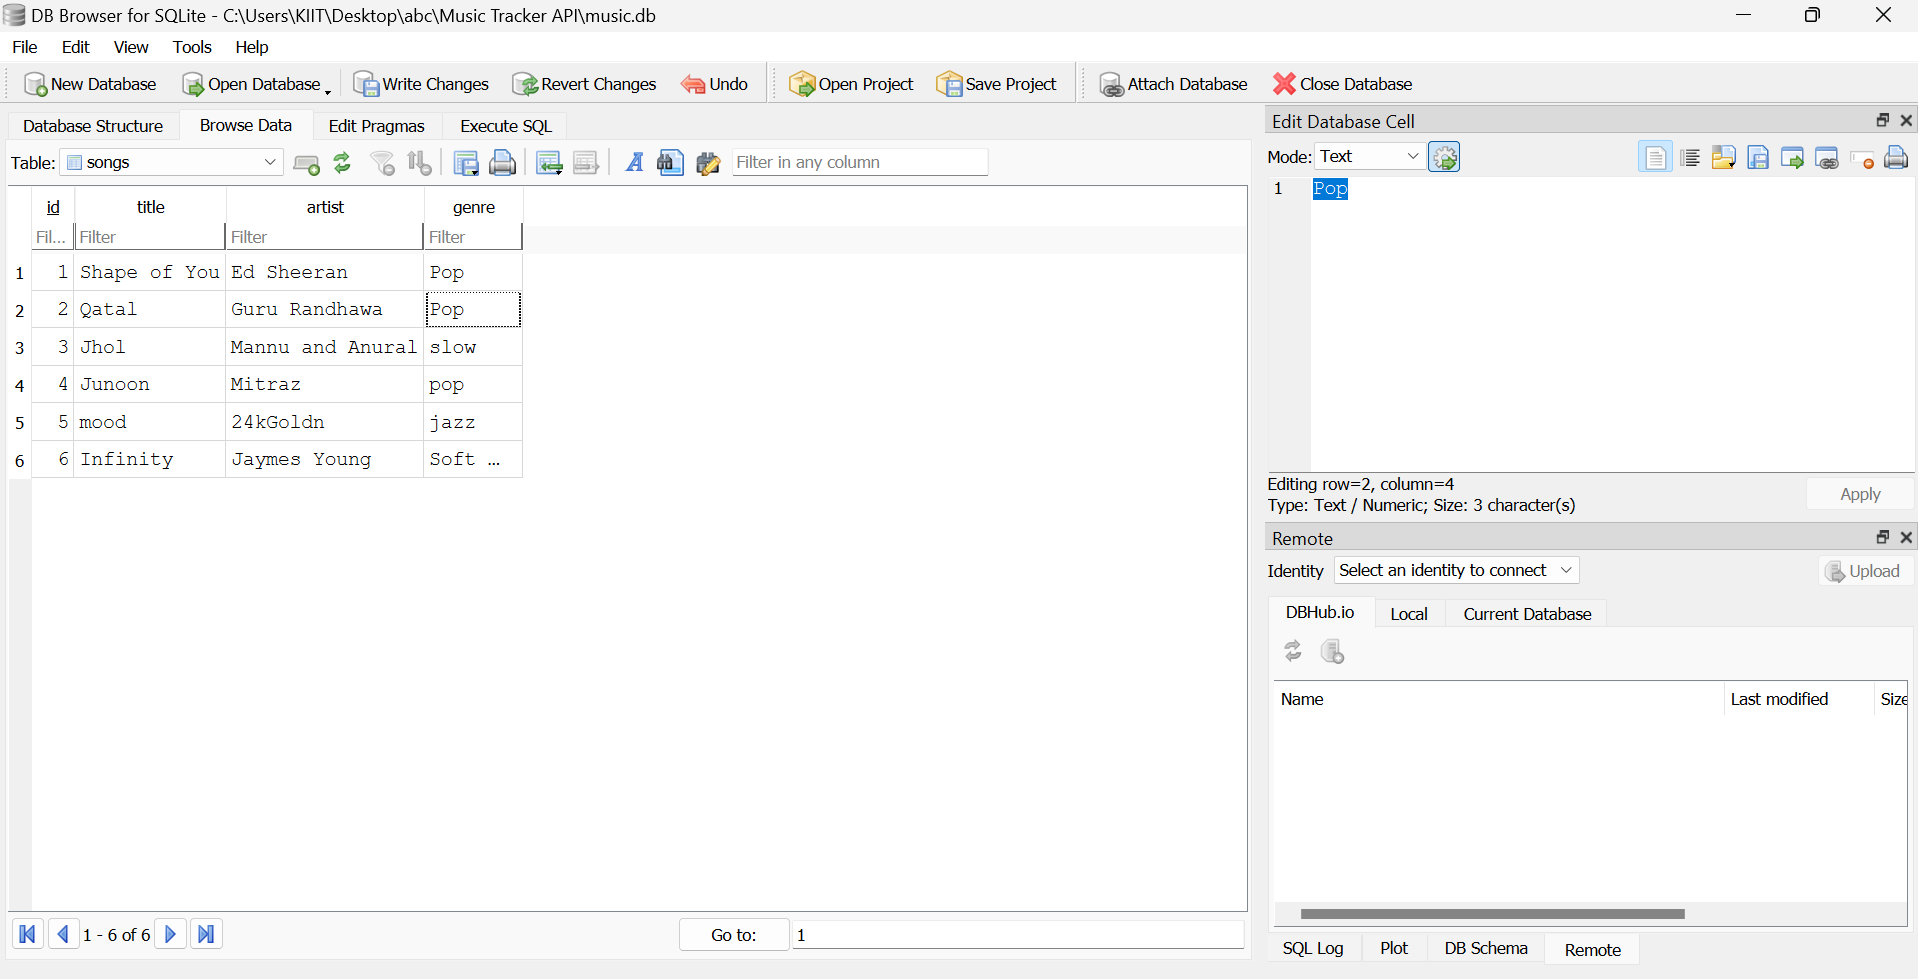 DB Browser for SQLite - C:\Users\KIIT\Desktop\abc\Music Tracker API\music.db
File Edit View Tools Help
New Database Open Database Write Changes Revert Changes Undo Open Project Save Project Attach Database Close Database
Database Structure Browse Data Edit Pragmas Execute SQL
Table: songs Filter in any column
id title artist genre
Fil... Filter Filter Filter
1 1 Shape of You Ed Sheeran Pop
2 2 Qatal Guru Randhawa Pop
3 3 Jhol Mannu and Anural slow
4 4 Junoon Mitraz pop
5 5 mood 24kGoldn jazz
6 6 Infinity Jaymes Young Soft ...
1 - 6 of 6 Go to: 1
Edit Database Cell
Mode: Text
1 Pop
Editing row=2, column=4
Type: Text / Numeric; Size: 3 character(s)
Apply
Remote
Identity Select an identity to connect Upload
DBHub.io Local Current Database
Name Last modified Size
SQL Log Plot DB Schema Remote